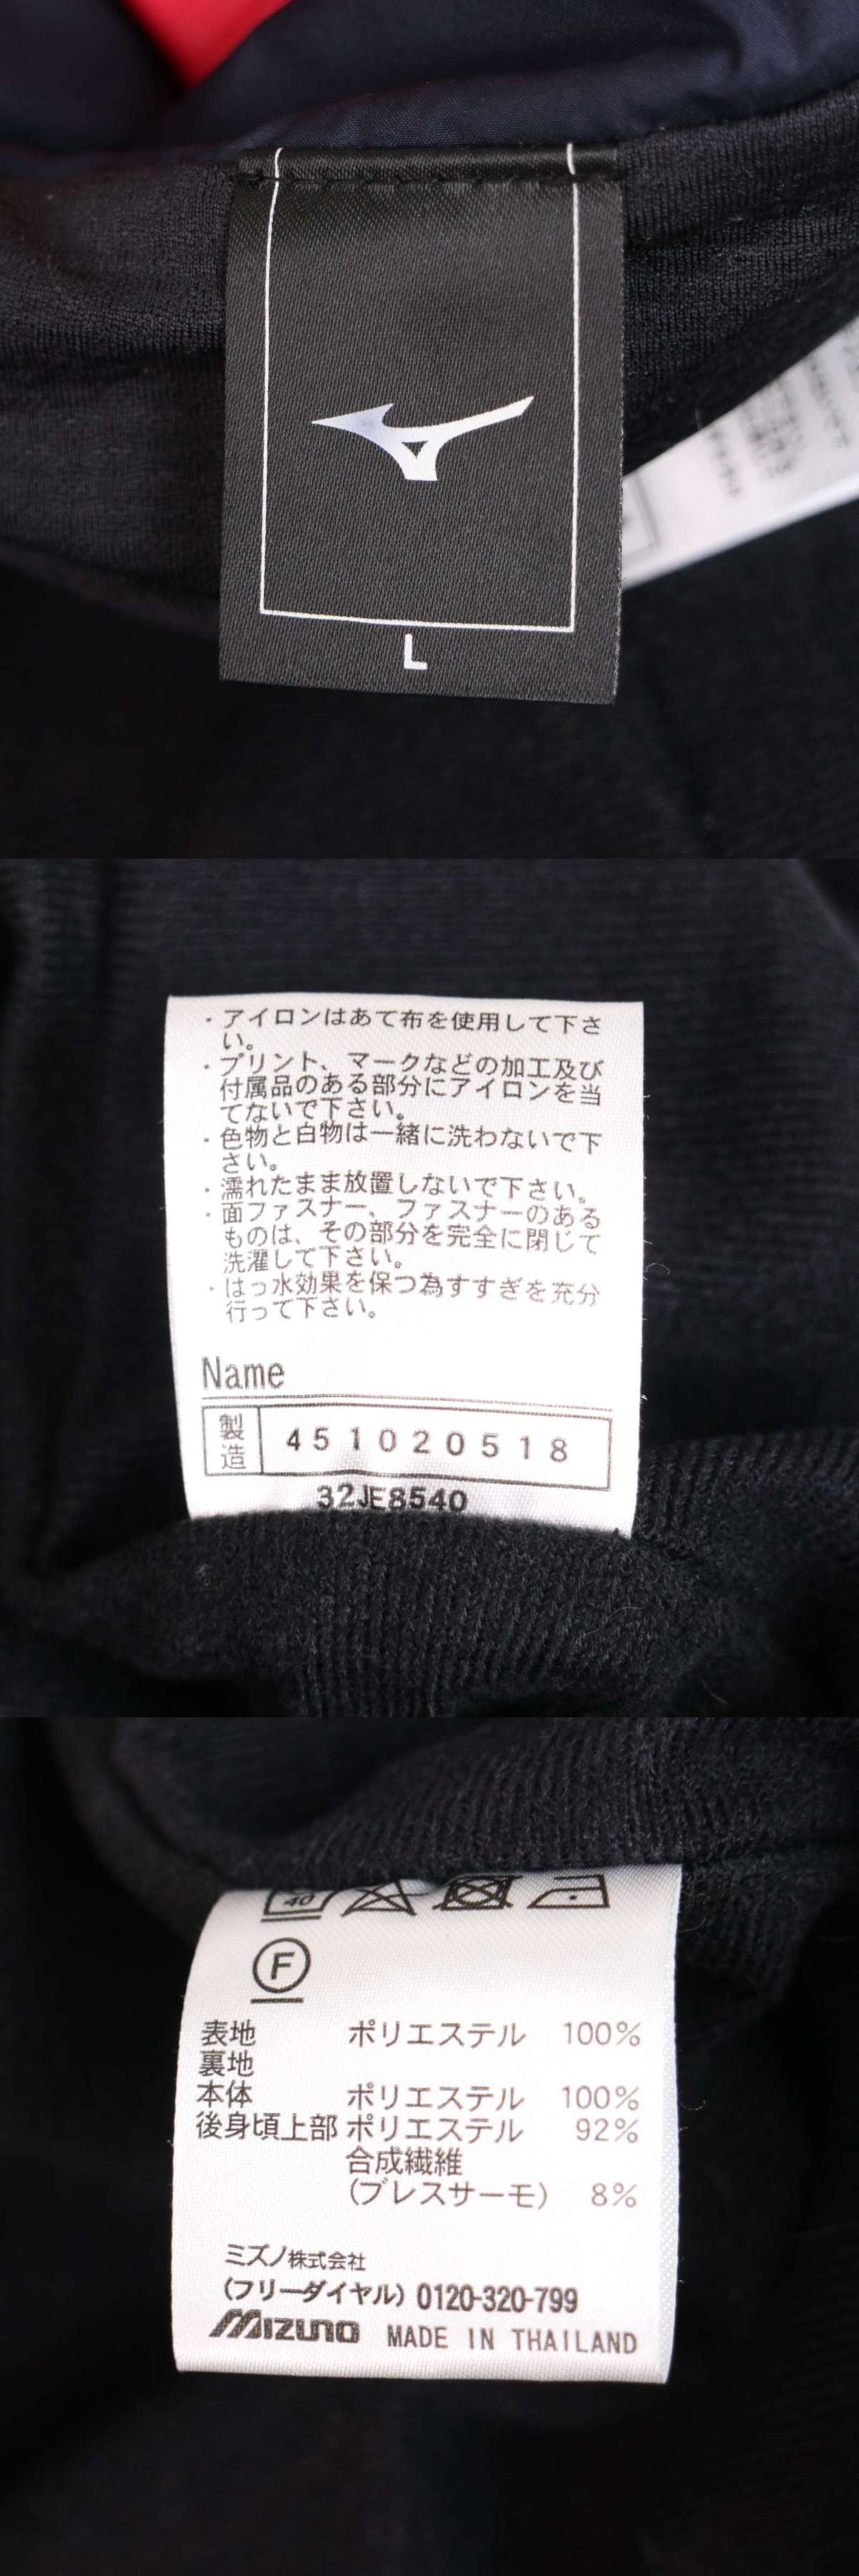 L
・アイロンはあて布を使用して下さ
い。
・プリント、マークなどの加工及び
付属品のある部分にアイロンを当
てないで下さい。
・色物と白物は一緒に洗わないで下
さい。
・濡れたまま放置しないで下さい。
・面ファスナー、ファスナーのある
ものは、その部分を完全に閉じて
洗濯して下さい。
・はっ水効果を保つ為すすぎを充分
行って下さい。
Name
製造 451020518
32JE8540
40
F
表地 ポリエステル 100%
裏地
本体 ポリエステル 100%
後身頃上部 ポリエステル 92%
合成繊維
(ブレスサーモ) 8%
ミズノ株式会社
(フリーダイヤル) 0120-320-799
MIZUNO MADE IN THAILAND